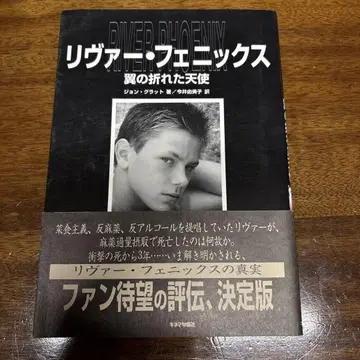 RIVER PHOENIX
リヴァー・フェニックス
翼の折れた天使
ジョン・グラット 著／今井由美子 訳
菜食主義、反麻薬、反アルコールを提唱していたリヴァーが、
麻薬過量摂取で死亡したのは何故か。
衝撃の死から3年……いま解き明かされる、
リヴァー・フェニックスの真実
ファン待望の評伝、決定版
キネマ旬報社